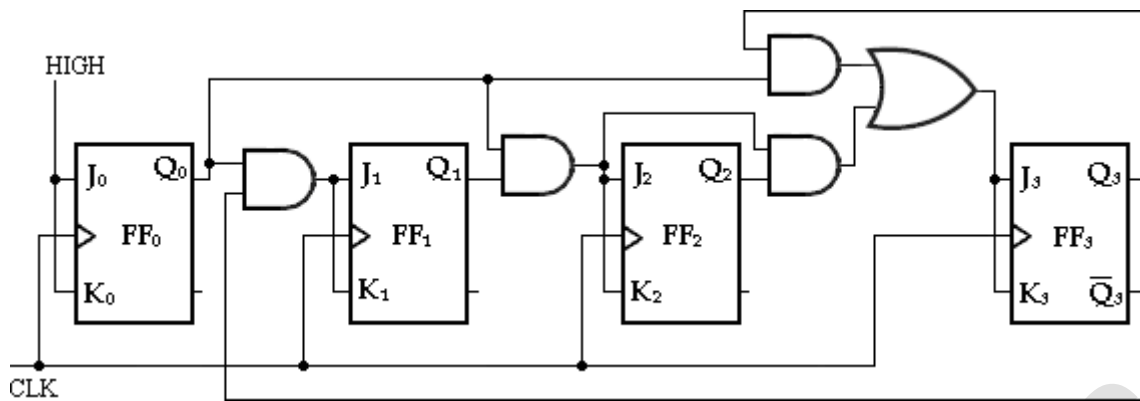 HIGH
J₀ Q₀
FF₀
K₀
J₁ Q₁
FF₁
K₁
J₂ Q₂
FF₂
K₂
J₃ Q₃
FF₃
K₃ Q̅₃
CLK